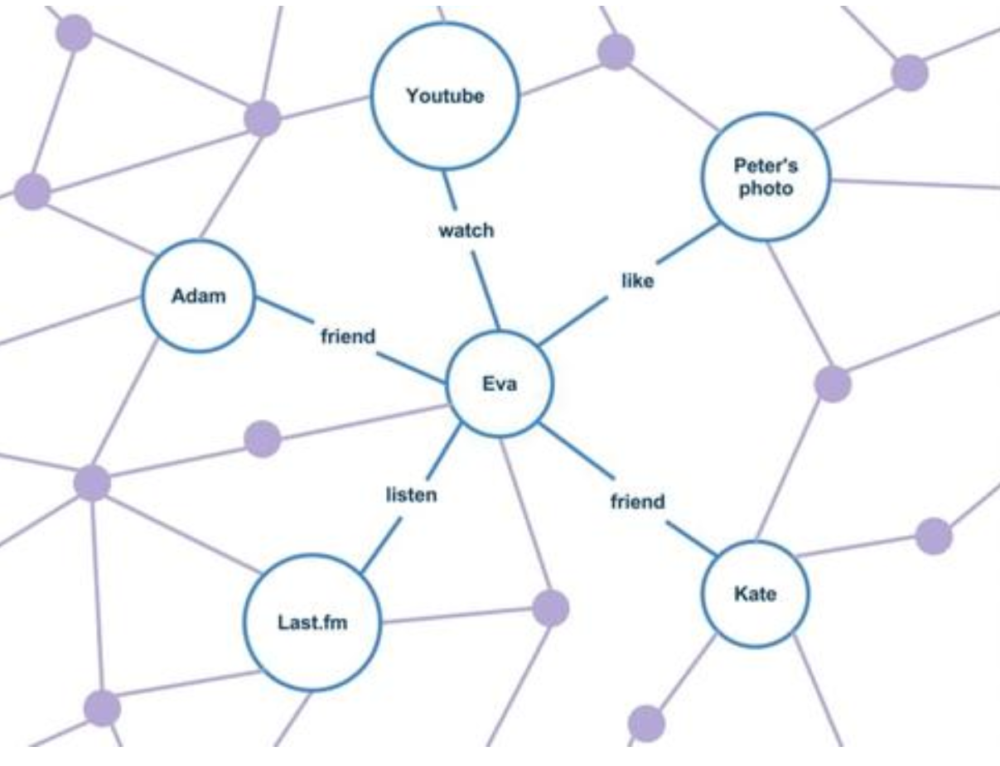 Youtube
Peter's
photo
watch
like
Adam
friend
Eva
listen
friend
Kate
Last.fm